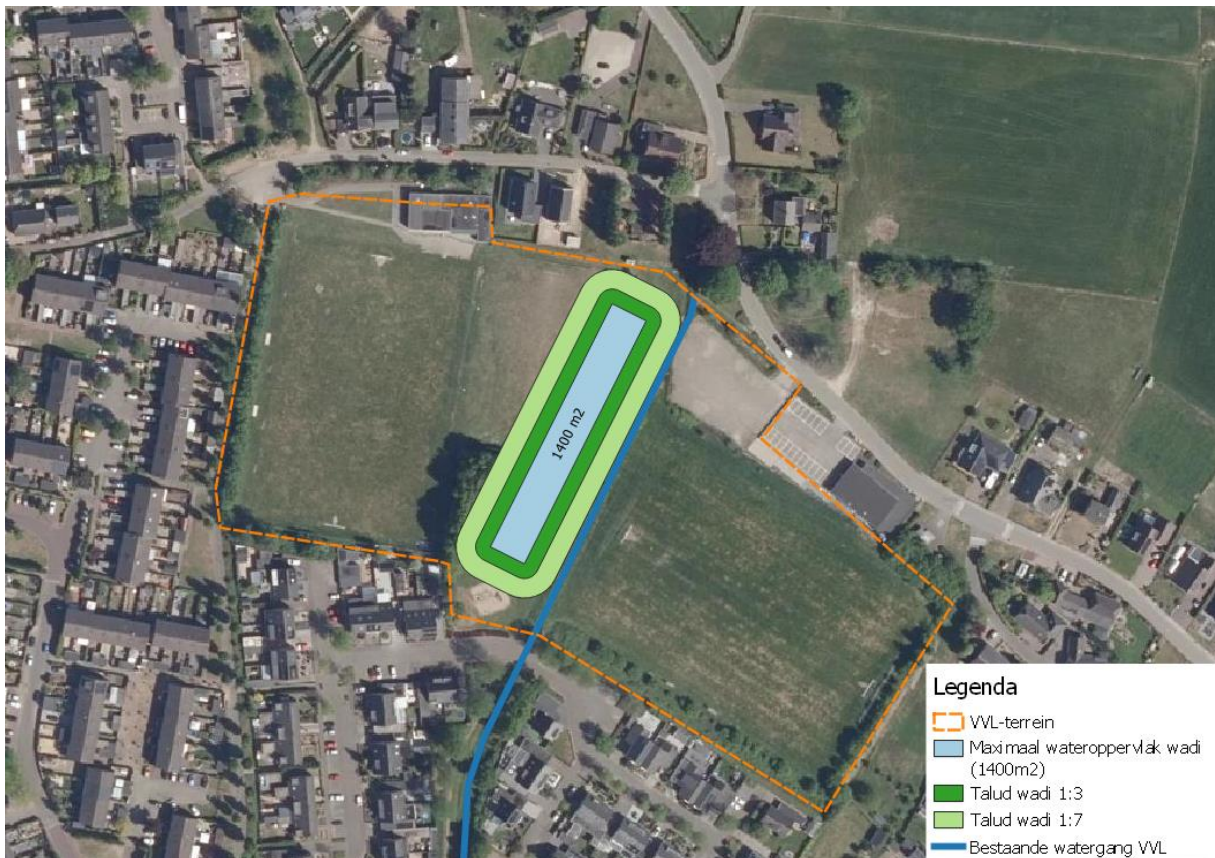 1400 m2
Legenda
VVL-terrein
Maximaal wateroppervlak wadi
(1400m2)
Talud wadi 1:3
Talud wadi 1:7
Bestaande watergang VVL